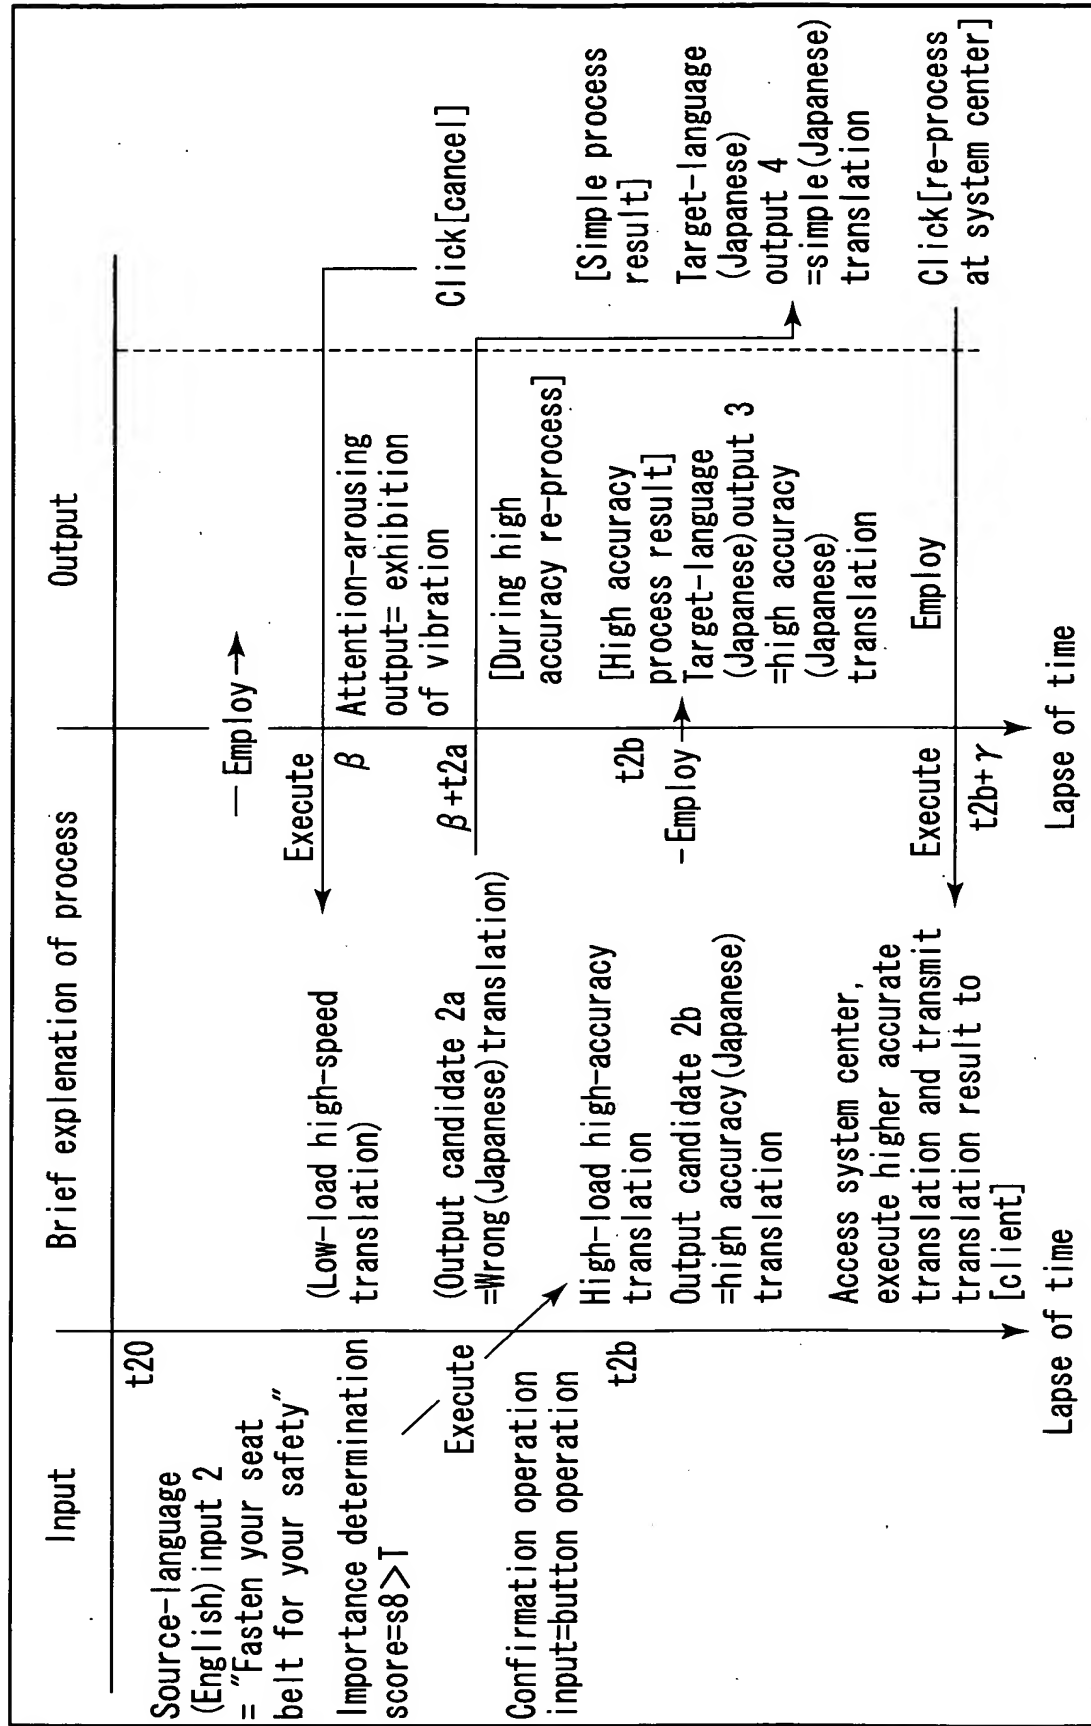 Input
Brief explenation of process
Output
t20
Source-language
(English)input 2
= "Fasten your seat
belt for your safety"
Importance determination
score=s8>T
Execute
Confirmation operation
input=button operation
t2b
Lapse of time
(Low-load high-speed
translation)
(Output candidate 2a
=Wrong(Japanese)translation)
High-load high-accurate
translation
Output candidate 2b
=high accuracy(Japanese)
translation
Access system center,
execute higher accurate
translation and transmit
translation result to
[client]
Employ
Execute
β
β+t2a
t2b
Employ
Execute
t2b+γ
Lapse of time
Attention-arousing
output= exhibition
of vibration
[During high
accuracy re-process]
[High accuracy
process result]
Target-language
(Japanese)output 3
=high accuracy
(Japanese)
translation
Employ
Click[cancel]
[Simple process
result]
Target-language
(Japanese)
output 4
=simple(Japanese)
translation
Click[re-process
at system center]